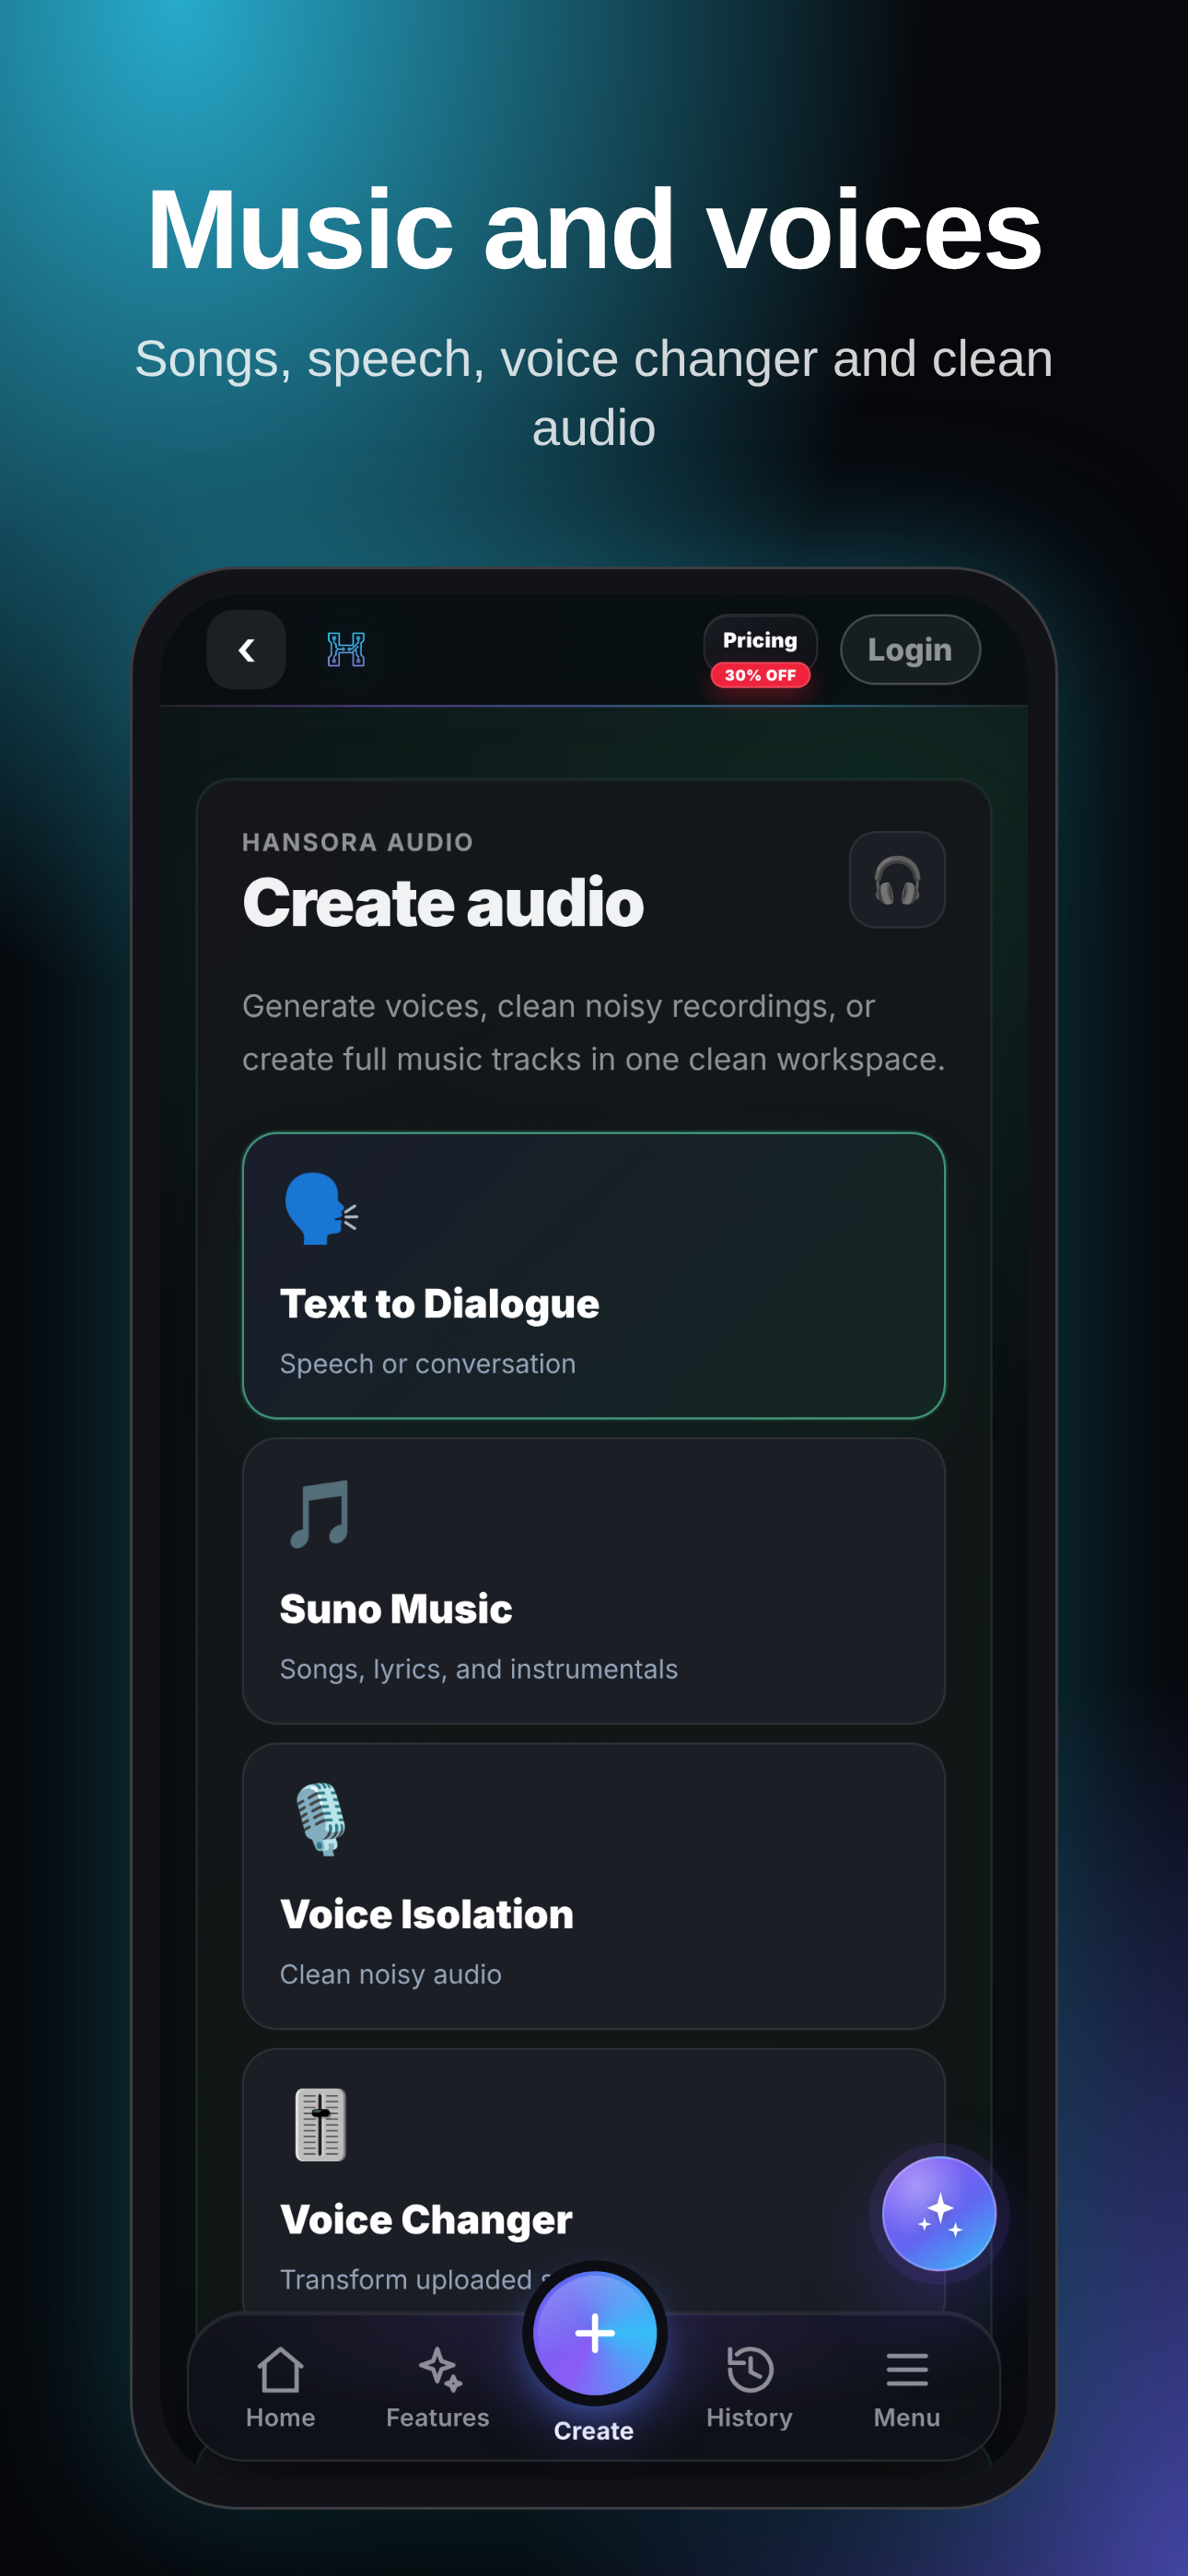 Music and voices
Songs, speech, voice changer and clean
audio
Pricing
30% OFF
Login
HANSORA AUDIO
Create audio
Generate voices, clean noisy recordings, or
create full music tracks in one clean workspace.
Text to Dialogue
Speech or conversation
Suno Music
Songs, lyrics, and instrumentals
Voice Isolation
Clean noisy audio
Voice Changer
Transform uploaded
Home
Features
Create
History
Menu